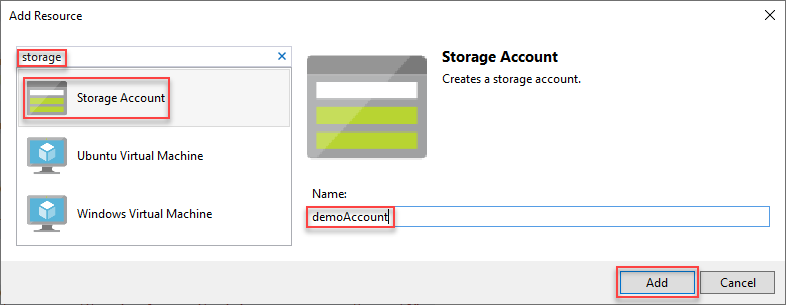 Add Resource
storage
Storage Account
Ubuntu Virtual Machine
Windows Virtual Machine
Storage Account
Creates a storage account.
Name:
demoAccount
Add
Cancel